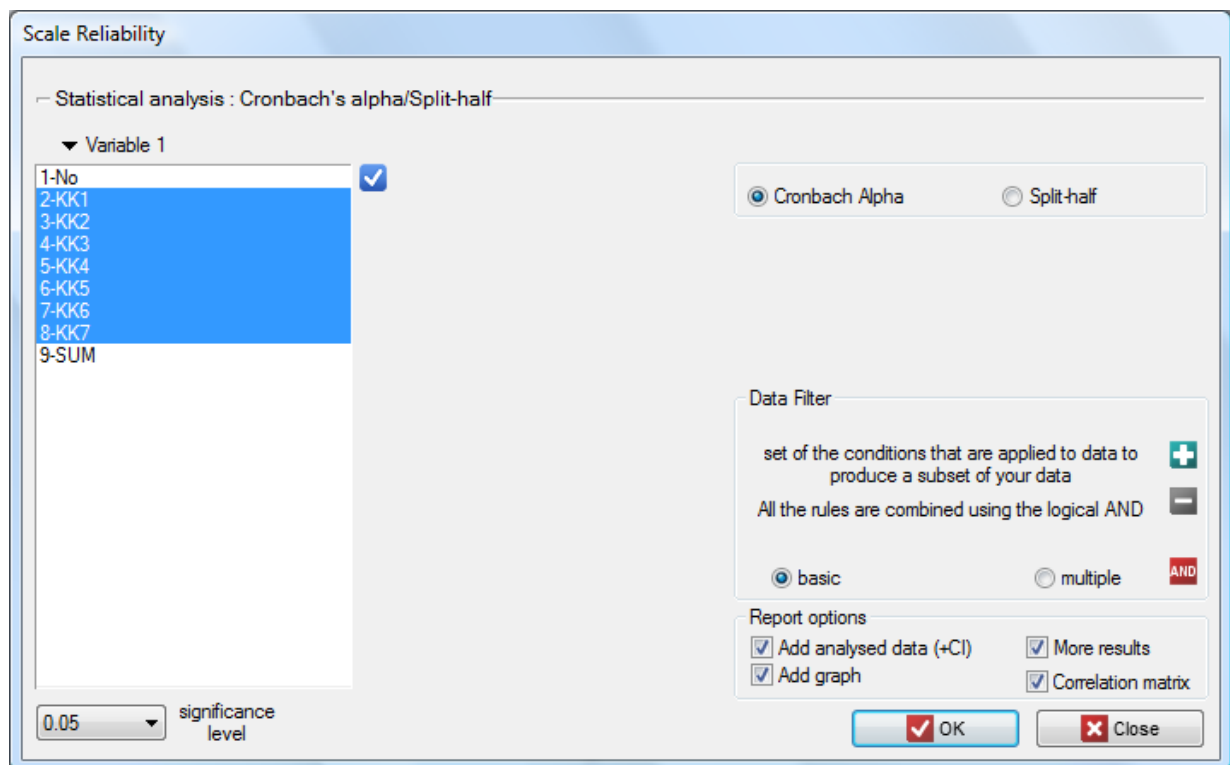 Scale Reliability
Statistical analysis : Cronbach's alpha/Split-half
Variable 1
1-No
2-KK1
3-KK2
4-KK3
5-KK4
6-KK5
7-KK6
8-KK7
9-SUM
Cronbach Alpha
Split-half
Data Filter
set of the conditions that are applied to data to
produce a subset of your data
All the rules are combined using the logical AND
basic
multiple
AND
Report options
Add analysed data (+CI)
More results
Add graph
Correlation matrix
0.05
significance
level
OK
Close